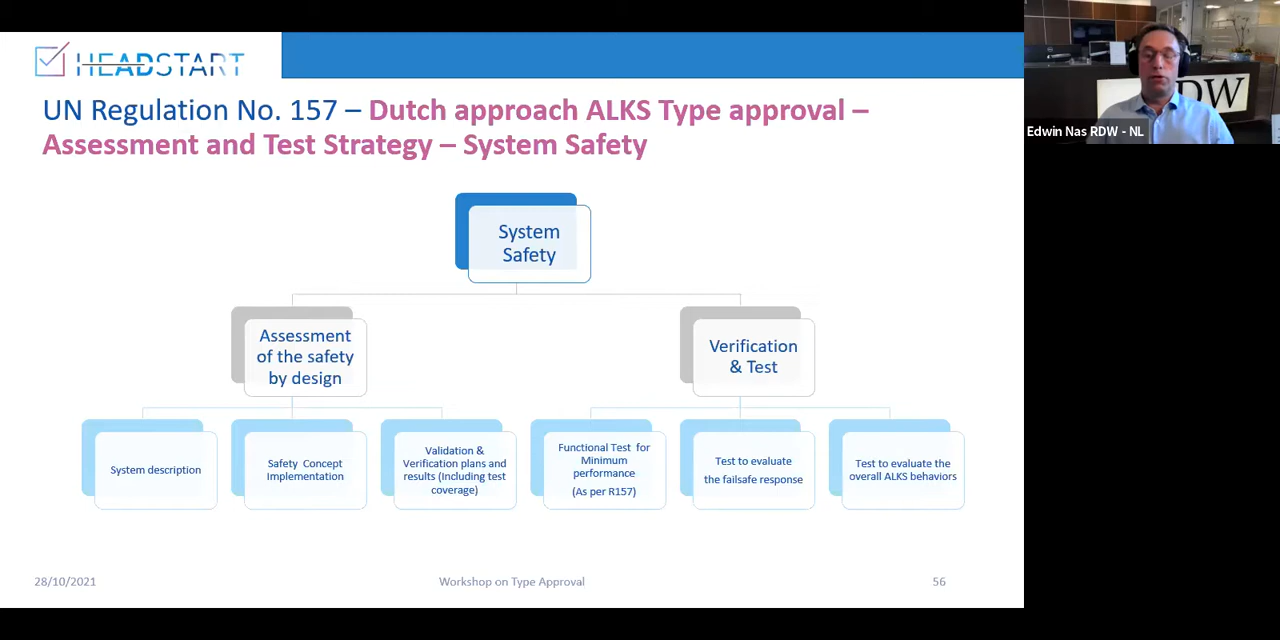 HEADSTART
UN Regulation No. 157 – Dutch approach ALKS Type approval –
Assessment and Test Strategy – System Safety
System
Safety
Assessment
of the safety
by design
Verification
& Test
System description
Safety Concept
Implementation
Validation &
Verification plans and
results (Including test
coverage)
Functional Test for
Minimum
performance
(As per R157)
Test to evaluate
the failsafe response
Test to evaluate the
overall ALKS behaviors
28/10/2021
Workshop on Type Approval
56
DW
Edwin Nas RDW - NL